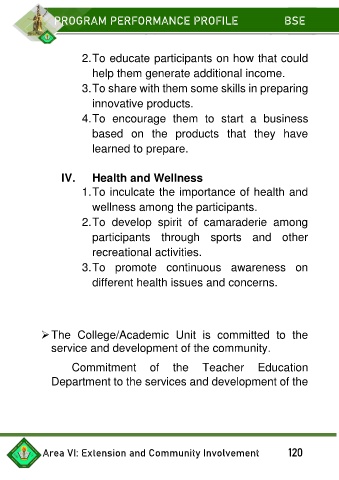 PROGRAM PERFORMANCE PROFILE BSE
2. To educate participants on how that could
help them generate additional income.
3. To share with them some skills in preparing
innovative products.
4. To encourage them to start a business
based on the products that they have
learned to prepare.
IV. Health and Wellness
1. To inculcate the importance of health and
wellness among the participants.
2. To develop spirit of camaraderie among
participants through sports and other
recreational activities.
3. To promote continuous awareness on
different health issues and concerns.
➢ The College/Academic Unit is committed to the
service and development of the community.
Commitment of the Teacher Education
Department to the services and development of the
Area VI: Extension and Community Involvement 120